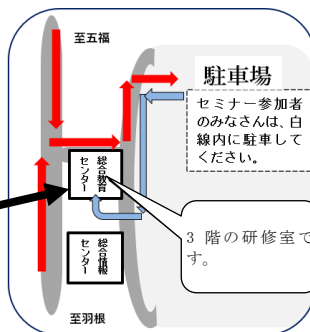 至五福
駐車場
セミナー参加者
のみなさんは、白
線内に駐車して
ください。
総合教育
センター
3 階の研修室で
す。
総合情報
センター
至羽根